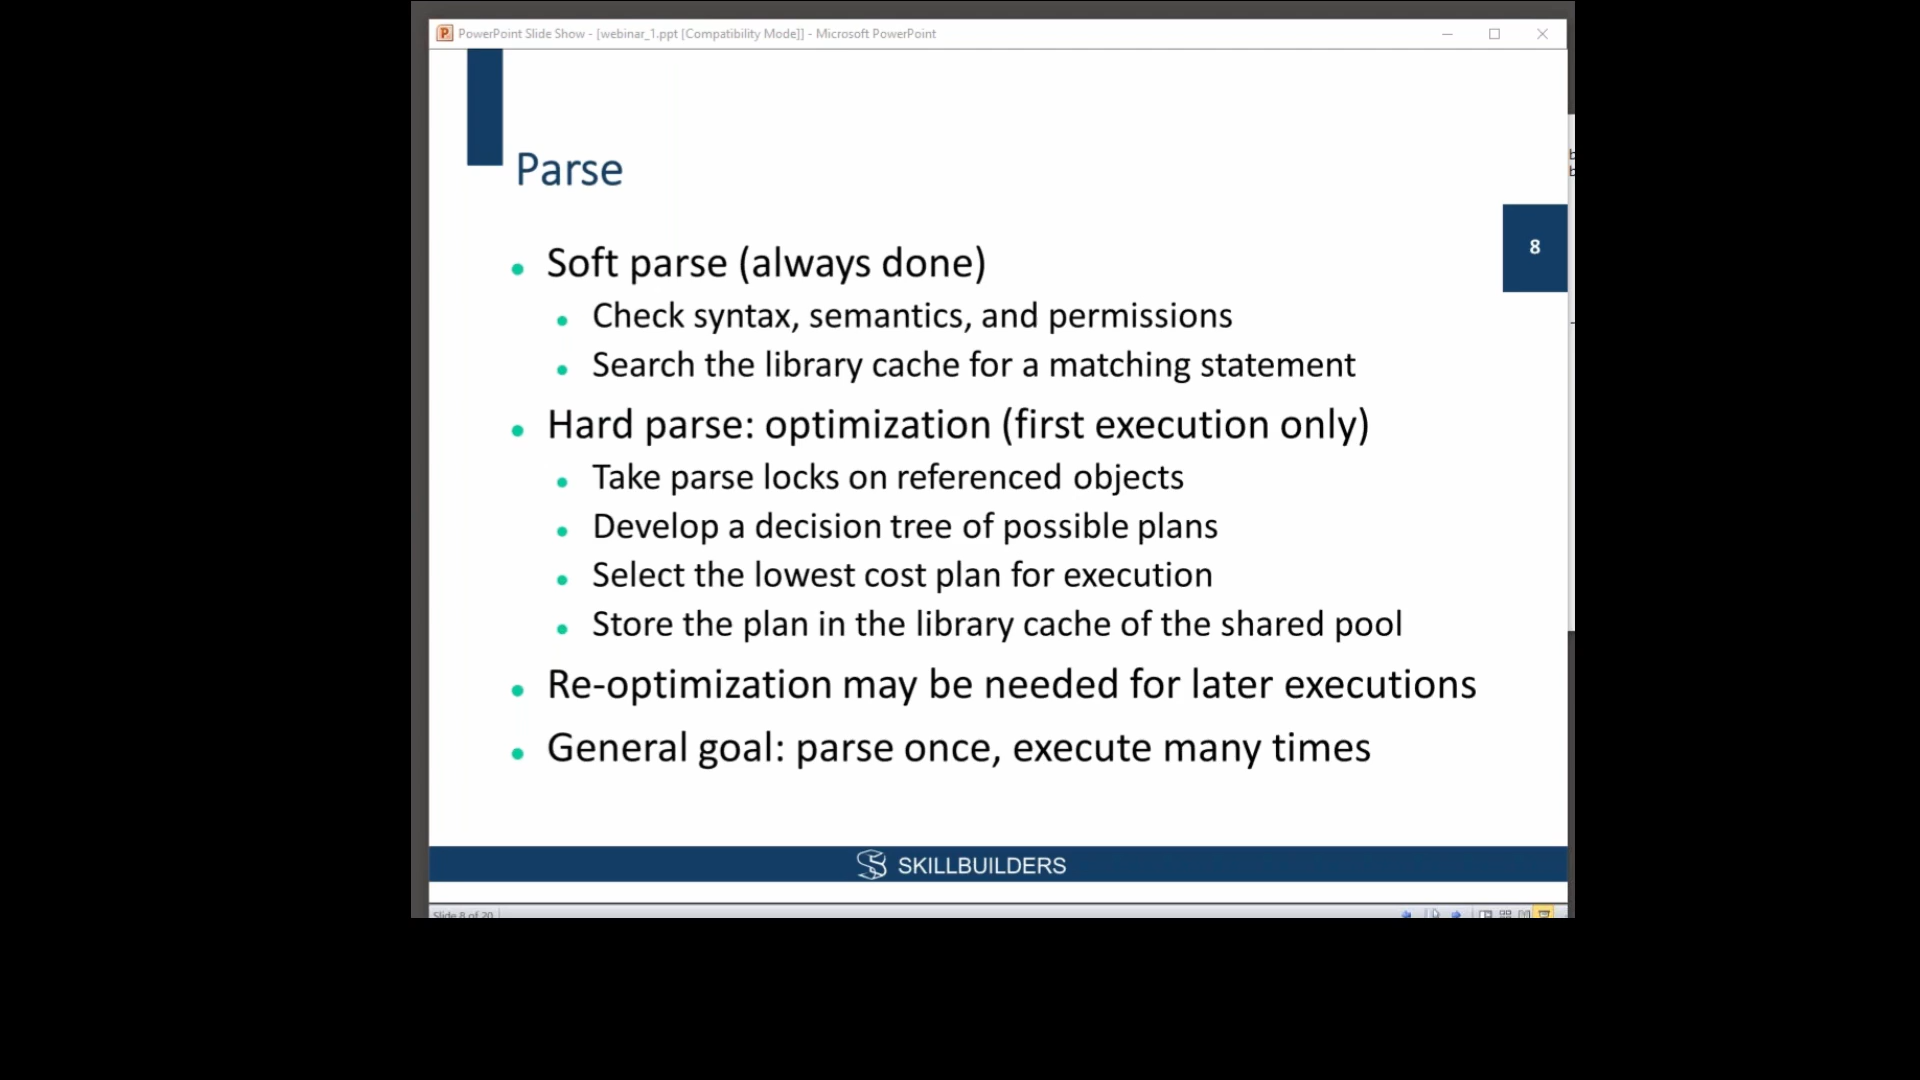 PowerPoint Slide Show - [webinar_1.ppt [Compatibility Mode]] - Microsoft PowerPoint
Parse
8
Soft parse (always done)
Check syntax, semantics, and permissions
Search the library cache for a matching statement
Hard parse: optimization (first execution only)
Take parse locks on referenced objects
Develop a decision tree of possible plans
Select the lowest cost plan for execution
Store the plan in the library cache of the shared pool
Re-optimization may be needed for later executions
General goal: parse once, execute many times
SKILLBUILDERS
Slide 8 of 20